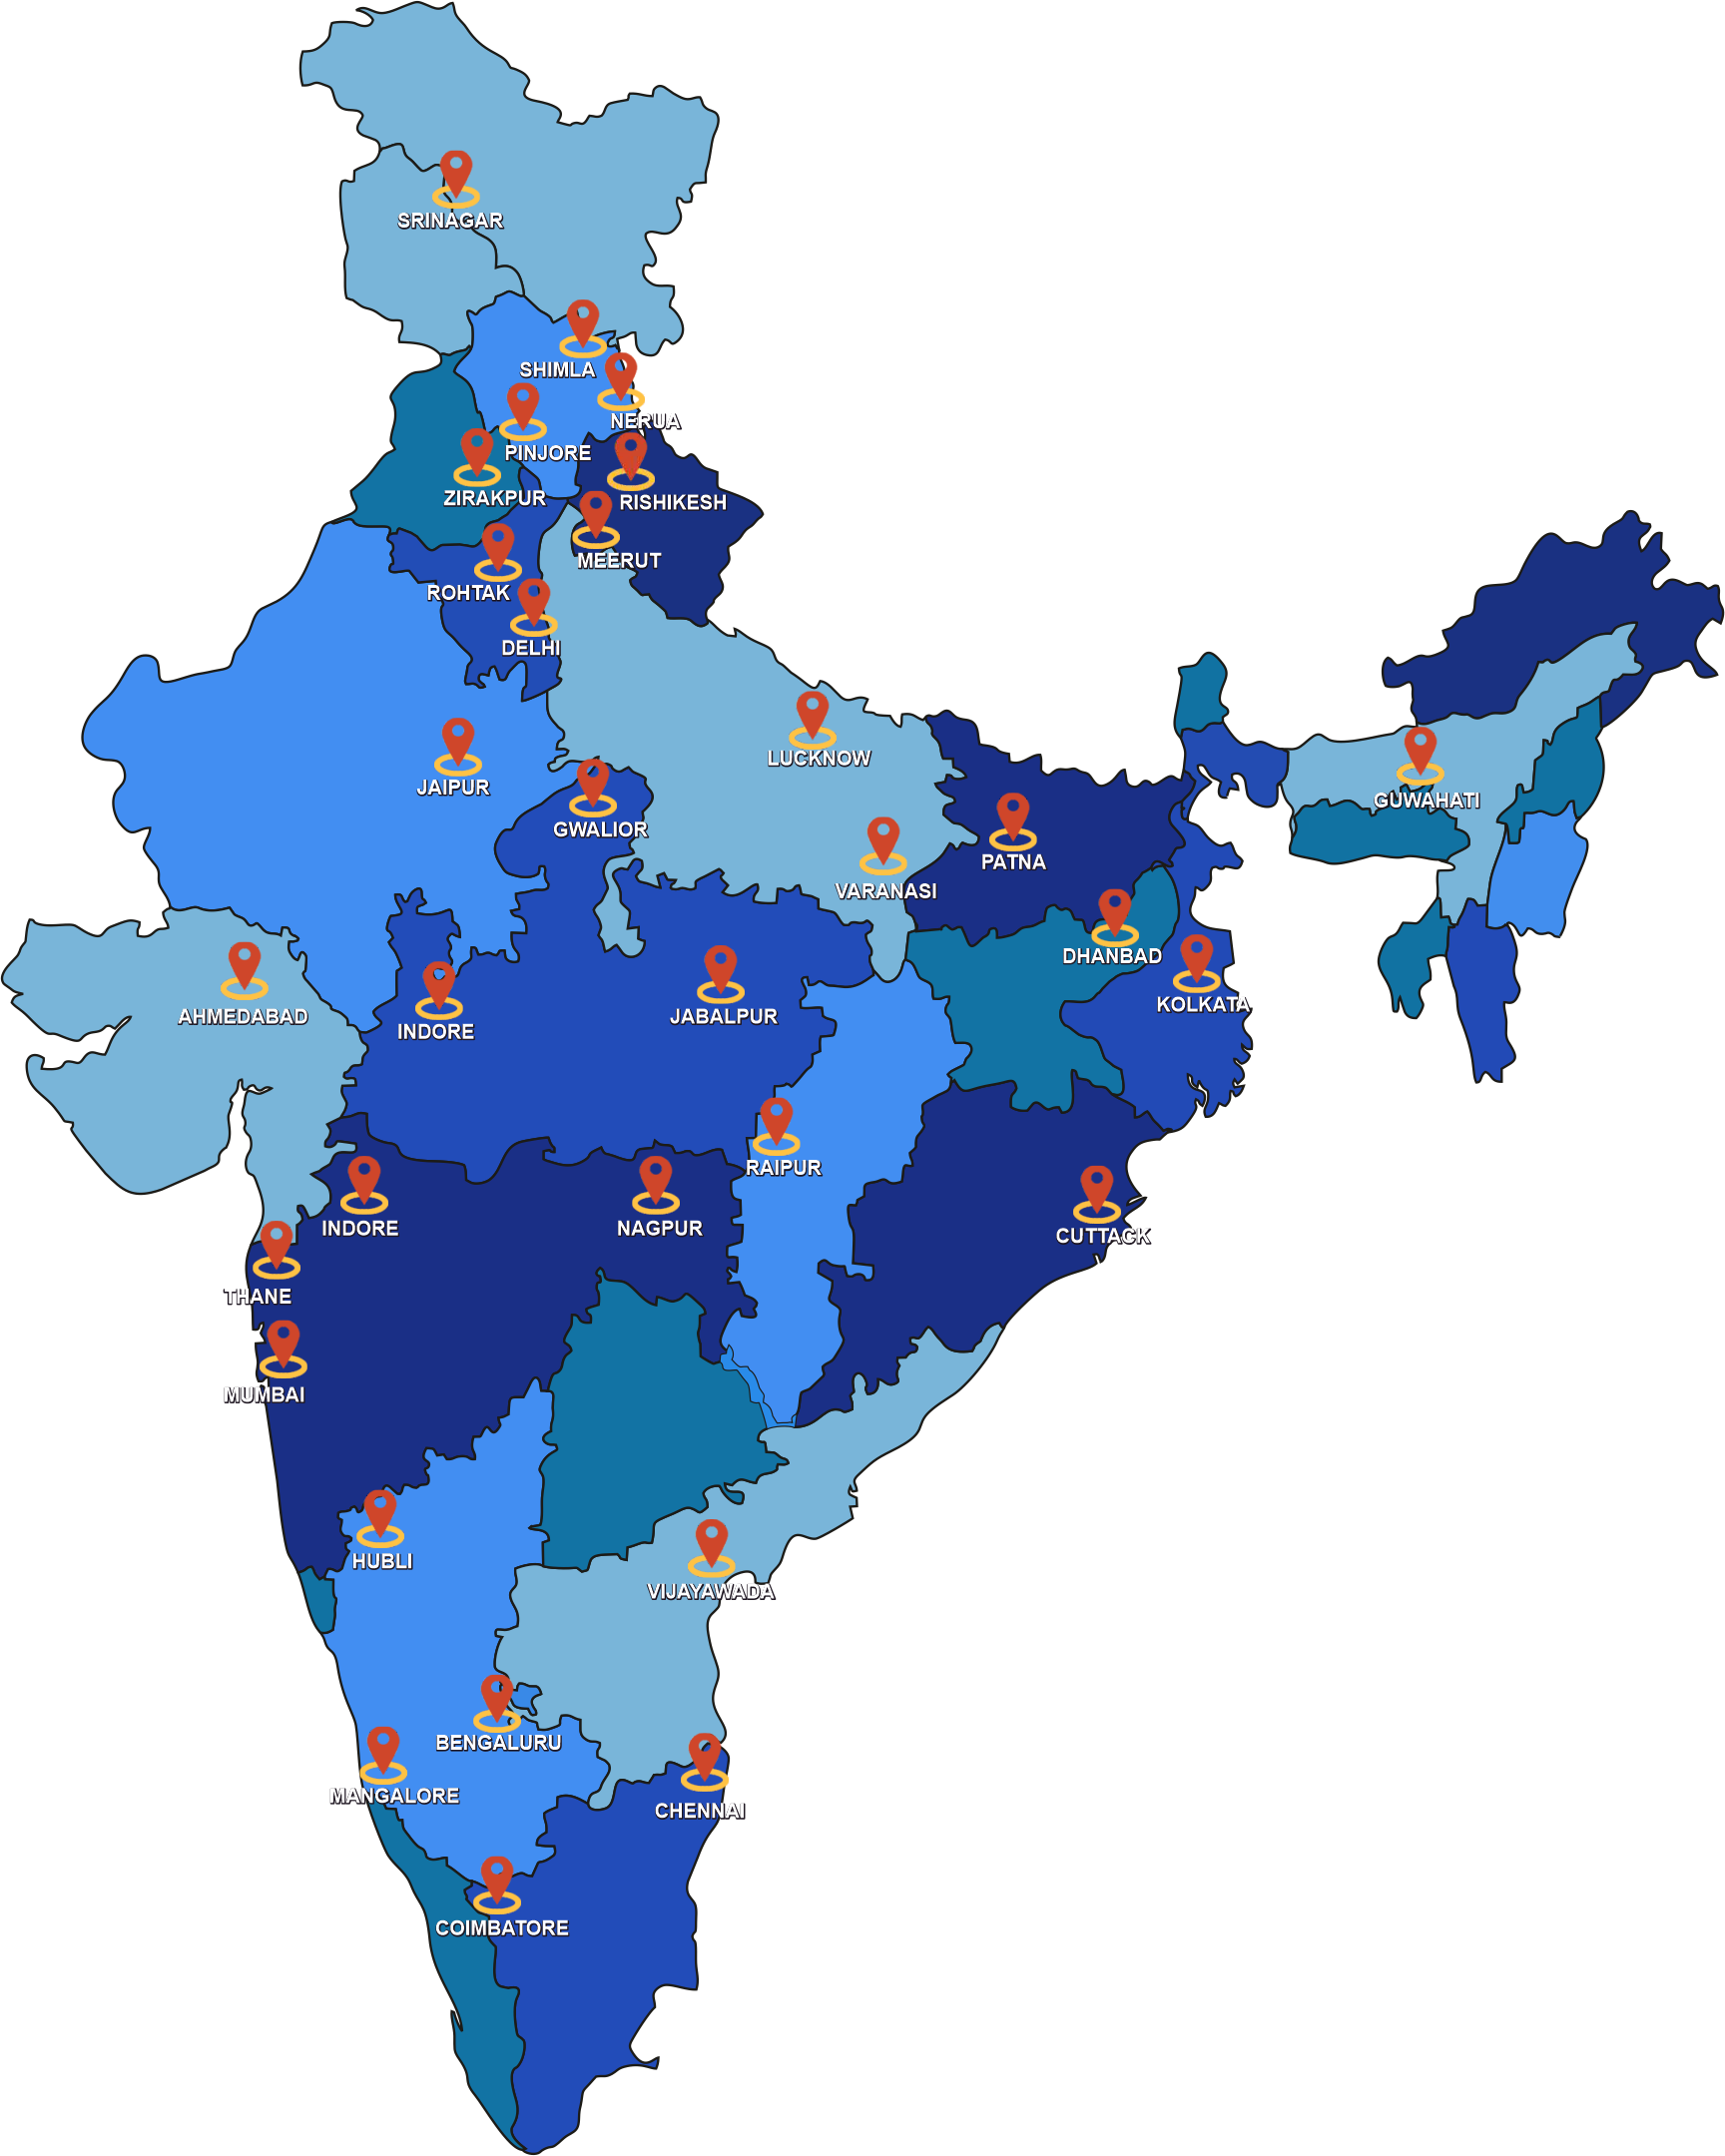 SRINAGAR
SHIMLA
NERUA
PINJORE
ZIRAKPUR
RISHIKESH
MEERUT
ROHTAK
DELHI
LUCKNOW
JAIPUR
GUWAHATI
GWALIOR
PATNA
VARANASI
DHANBAD
KOLKATA
AHMEDABAD
JABALPUR
INDORE
RAIPUR
INDORE
NAGPUR
CUTTACK
THANE
MUMBAI
HUBLI
VIJAYAWADA
BENGALURU
MANGALORE
CHENNAI
COIMBATORE